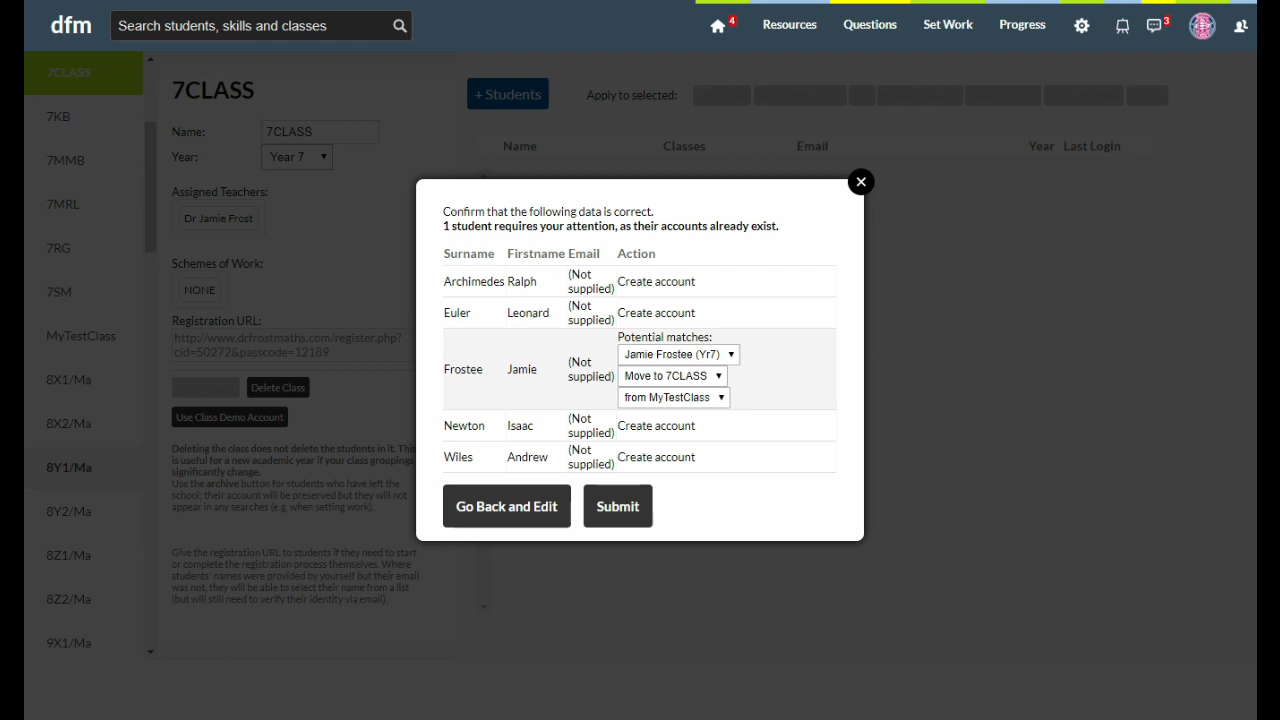 dfm
Search students, skills and classes
4
Resources
Questions
Set Work
Progress
3
7CLASS
7KB
7MMB
7MRL
7RG
7SM
MyTestClass
8X1/Ma
8X2/Ma
8Y1/Ma
8Y2/Ma
8Z1/Ma
8Z2/Ma
9X1/Ma
7CLASS
Name: 7CLASS
Year: Year 7
Assigned Teachers:
Dr Jamie Frost
Schemes of Work:
NONE
Registration URL:
http://www.drfrostmaths.com/register.php?
cid=50272&passcode=12189
Delete Class
Use Class Demo Account
Deleting the class does not delete the students in it. This
is useful for a new academic year if your class groupings
significantly change.
Use the archive button for students who have left the
school; their account will be preserved but they will not
appear in any searches (e.g. when setting work).
Give the registration URL to students if they need to start
or complete the registration process themselves. Where
students' names were provided by yourself but their email
was not, they will be able to select their name from a list
(but will still need to verify their identity via email).
+ Students
Apply to selected:
Name Classes Email Year Last Login
Confirm that the following data is correct.
1 student requires your attention, as their accounts already exist.
Surname Firstname Email Action
Archimedes Ralph (Not supplied) Create account
Euler Leonard (Not supplied) Create account
Frostee Jamie (Not supplied) Potential matches:
Jamie Frostee (Yr7)
Move to 7CLASS
from MyTestClass
Newton Isaac (Not supplied) Create account
Wiles Andrew (Not supplied) Create account
Go Back and Edit
Submit